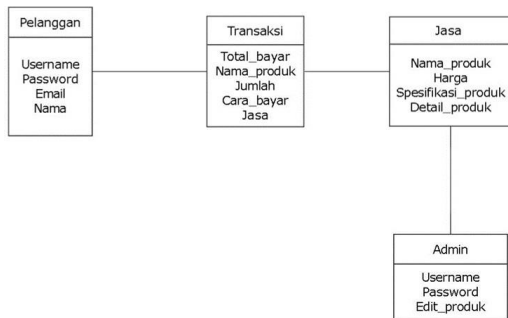 Pelanggan
Username
Password
Email
Nama
Transaksi
Total_bayar
Nama_produk
Jumlah
Cara_bayar
Jasa
Jasa
Nama_produk
Harga
Spesifikasi_produk
Detail_produk
Admin
Username
Password
Edit_produk